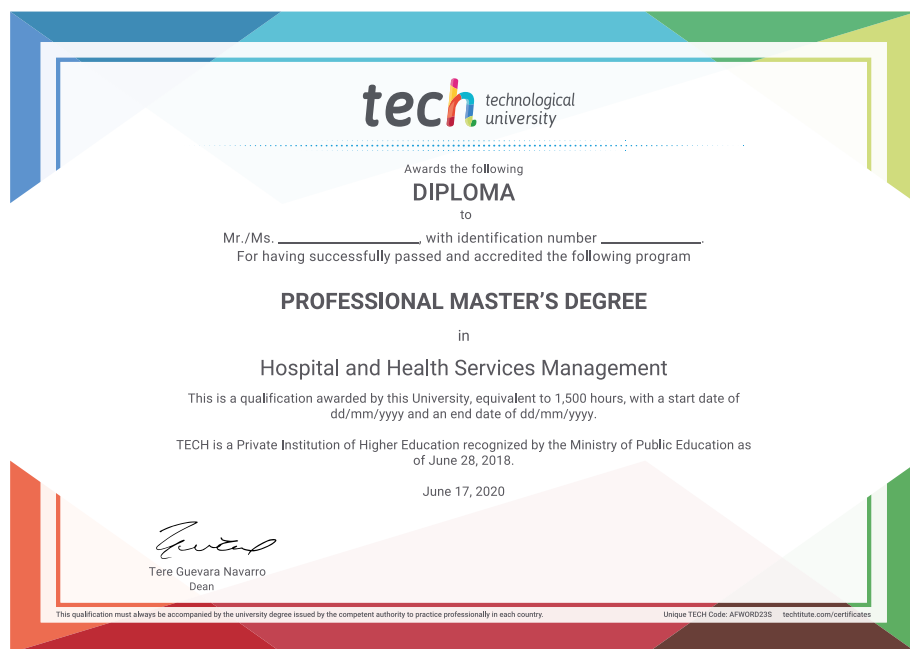 tech technological
university
Awards the following
DIPLOMA
to
Mr./Ms. ____________________, with identification number ______________.
For having successfully passed and accredited the following program
PROFESSIONAL MASTER'S DEGREE
in
Hospital and Health Services Management
This is a qualification awarded by this University, equivalent to 1,500 hours, with a start date of
dd/mm/yyyy and an end date of dd/mm/yyyy.
TECH is a Private Institution of Higher Education recognized by the Ministry of Public Education as
of June 28, 2018.
June 17, 2020
Tere Guevara Navarro
Dean
This qualification must always be accompanied by the university degree issued by the competent authority to practice professionally in each country. Unique TECH Code: AFWORD23S techtitute.com/certificates